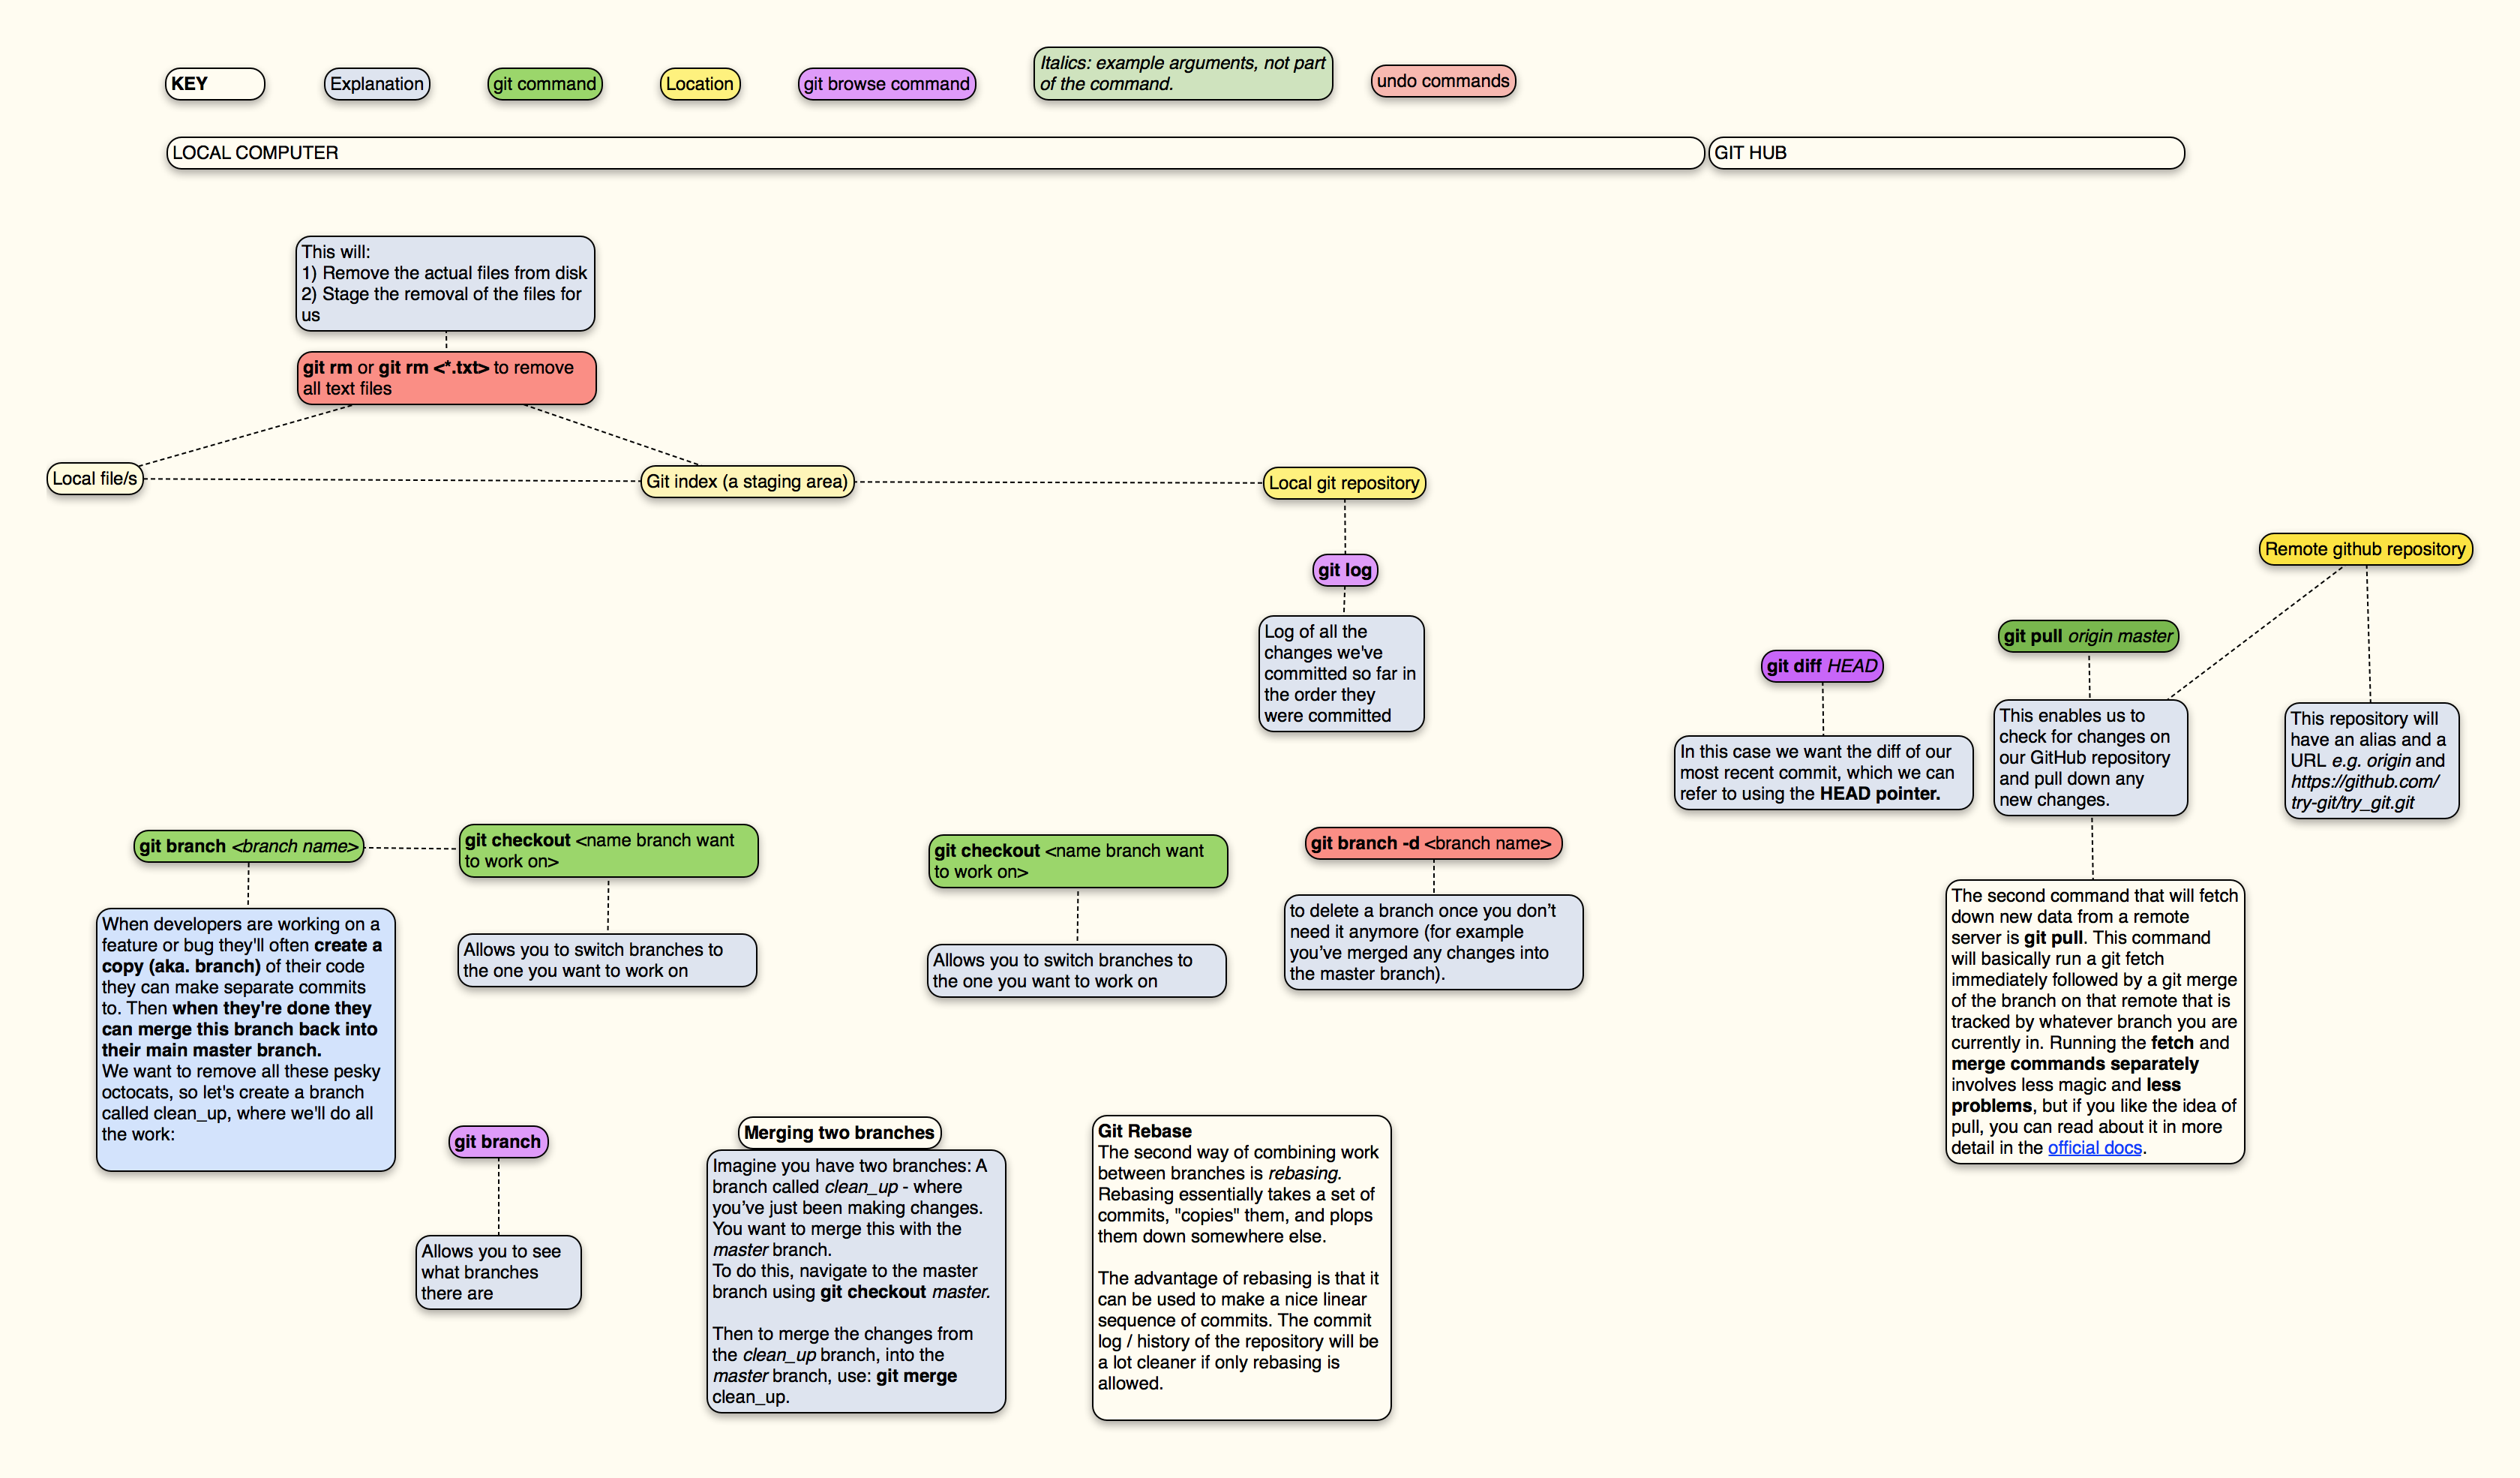 KEY
Explanation
git command
Location
git browse command
Italics: example arguments, not part
of the command.
undo commands
LOCAL COMPUTER
GIT HUB
This will:
1) Remove the actual files from disk
2) Stage the removal of the files for
us
git rm or git rm <*.txt> to remove
all text files
Local file/s
Git index (a staging area)
Local git repository
git log
Log of all the
changes we've
committed so far in
the order they
were committed
Remote github repository
git pull origin master
git diff HEAD
This enables us to
check for changes on
our GitHub repository
and pull down any
new changes.
This repository will
have an alias and a
URL e.g. origin and
https://github.com/
try-git/try_git.git
In this case we want the diff of our
most recent commit, which we can
refer to using the HEAD pointer.
git branch <branch name>
git checkout <name branch want
to work on>
git checkout <name branch want
to work on>
git branch -d <branch name>
When developers are working on a
feature or bug they'll often create a
copy (aka. branch) of their code
they can make separate commits
to. Then when they're done they
can merge this branch back into
their main master branch.
We want to remove all these pesky
octocats, so let's create a branch
called clean_up, where we'll do all
the work:
Allows you to switch branches to
the one you want to work on
Allows you to switch branches to
the one you want to work on
to delete a branch once you don’t
need it anymore (for example
you’ve merged any changes into
the master branch).
The second command that will fetch
down new data from a remote
server is git pull. This command
will basically run a git fetch
immediately followed by a git merge
of the branch on that remote that is
tracked by whatever branch you are
currently in. Running the fetch and
merge commands separately
involves less magic and less
problems, but if you like the idea of
pull, you can read about it in more
detail in the official docs.
git branch
Allows you to see
what branches
there are
Merging two branches
Imagine you have two branches: A
branch called clean_up - where
you’ve just been making changes.
You want to merge this with the
master branch.
To do this, navigate to the master
branch using git checkout master.
Then to merge the changes from
the clean_up branch, into the
master branch, use: git merge
clean_up.
Git Rebase
The second way of combining work
between branches is rebasing.
Rebasing essentially takes a set of
commits, "copies" them, and plops
them down somewhere else.
The advantage of rebasing is that it
can be used to make a nice linear
sequence of commits. The commit
log / history of the repository will be
a lot cleaner if only rebasing is
allowed.